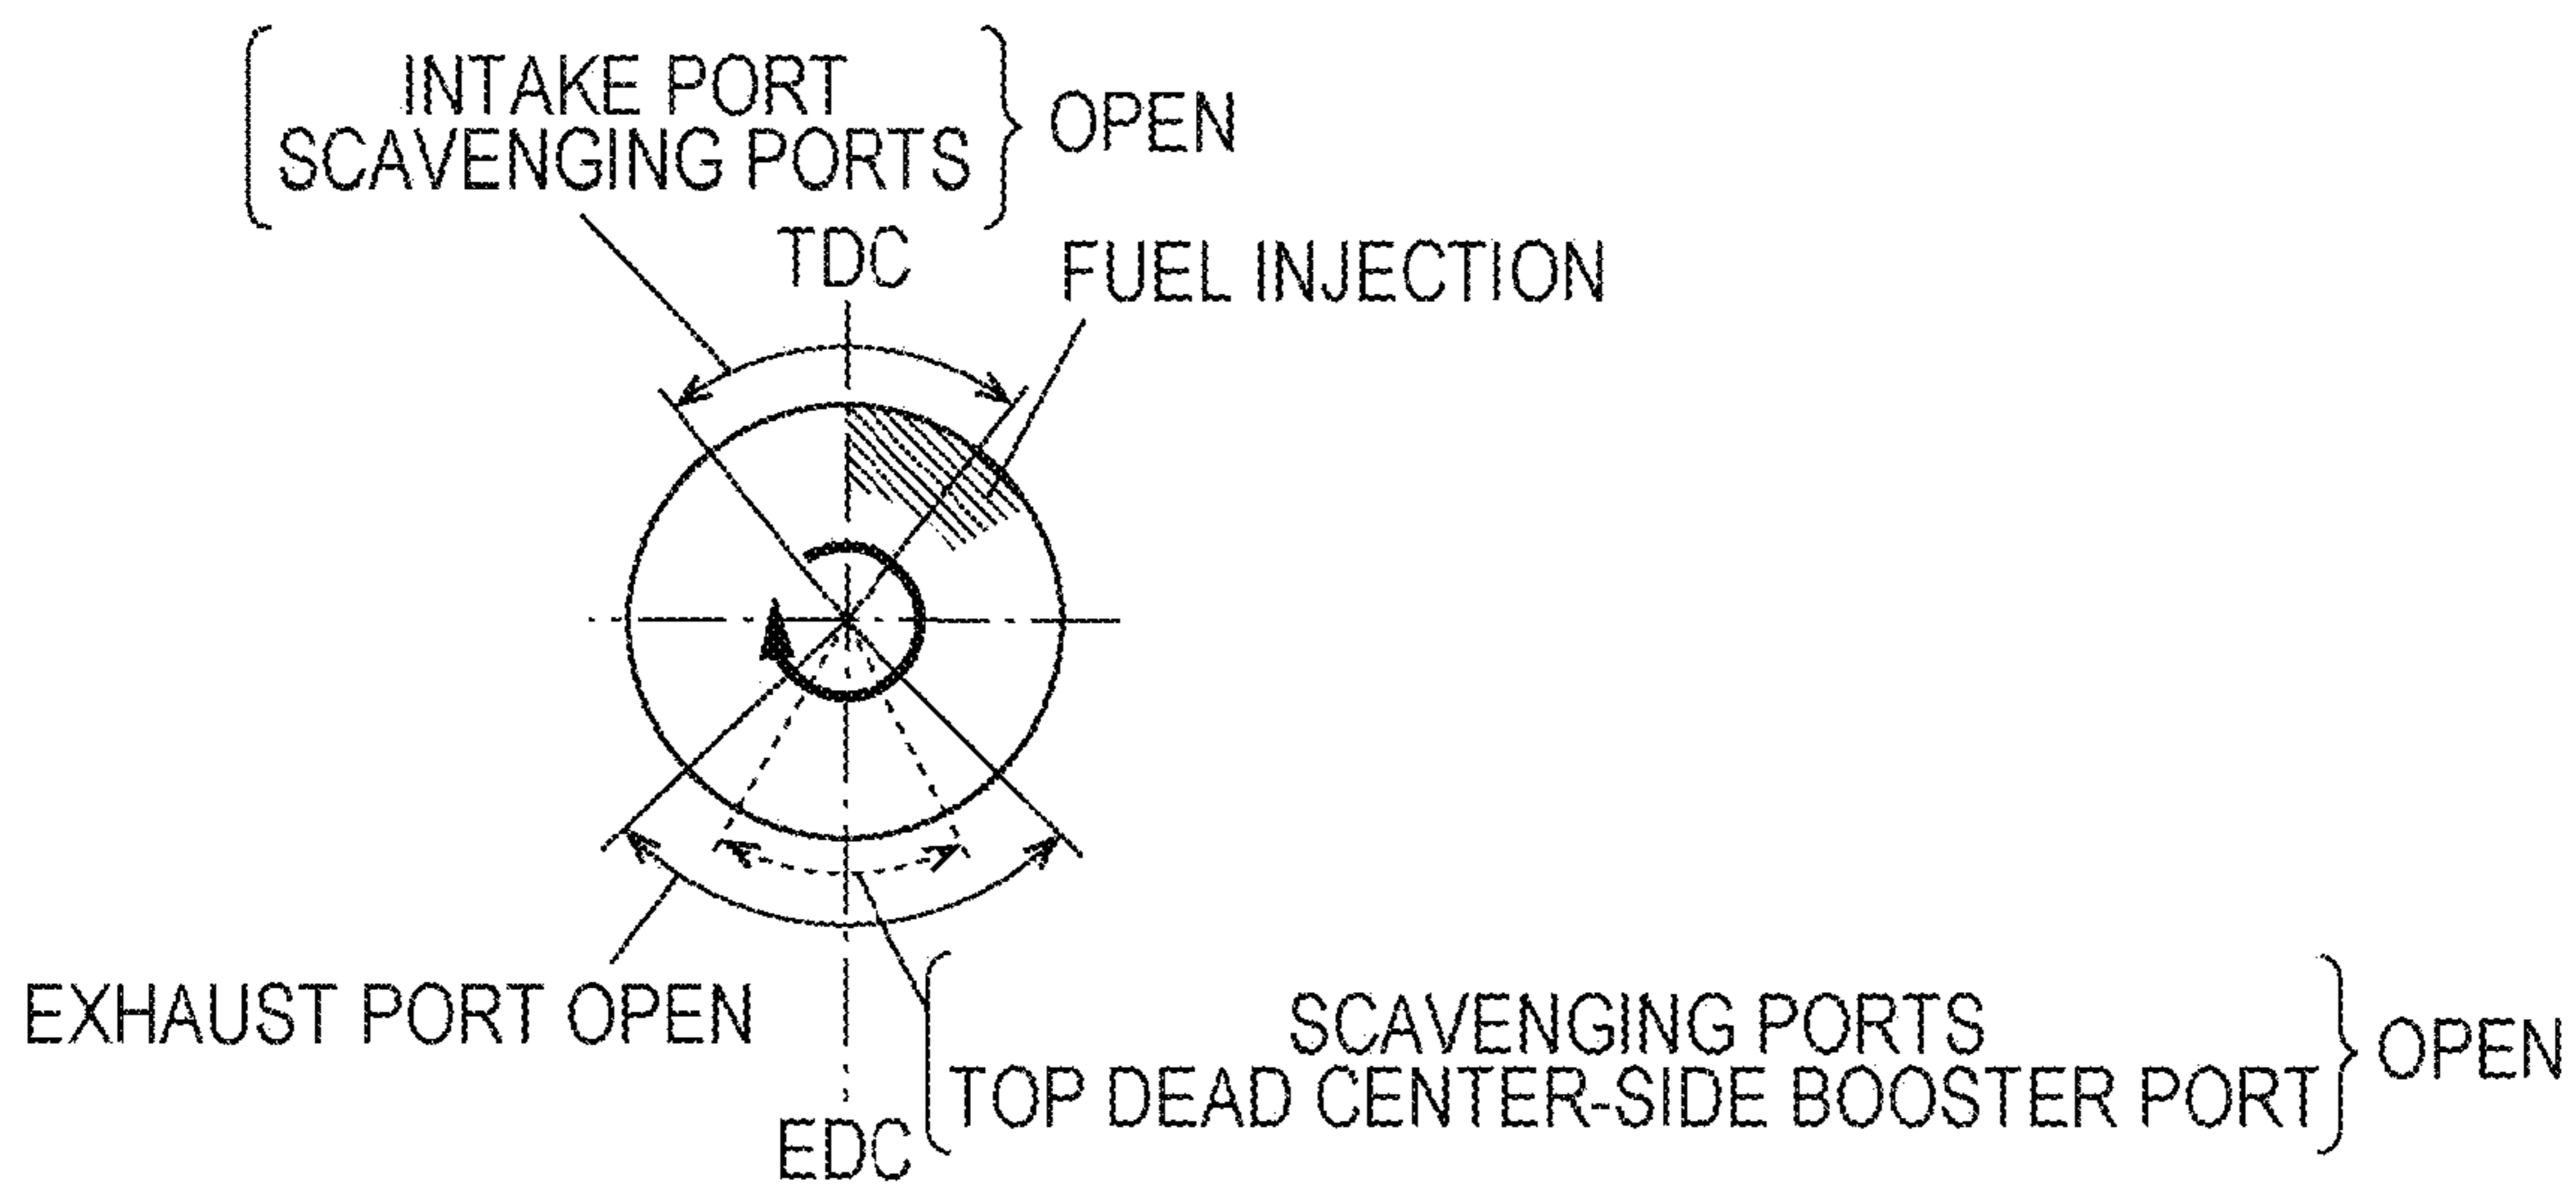 INTAKE PORT
SCAVENGING PORTS
OPEN
TDC
FUEL INJECTION
EXHAUST PORT OPEN
SCAVENGING PORTS
TOP DEAD CENTER-SIDE BOOSTER PORT
OPEN
EDC